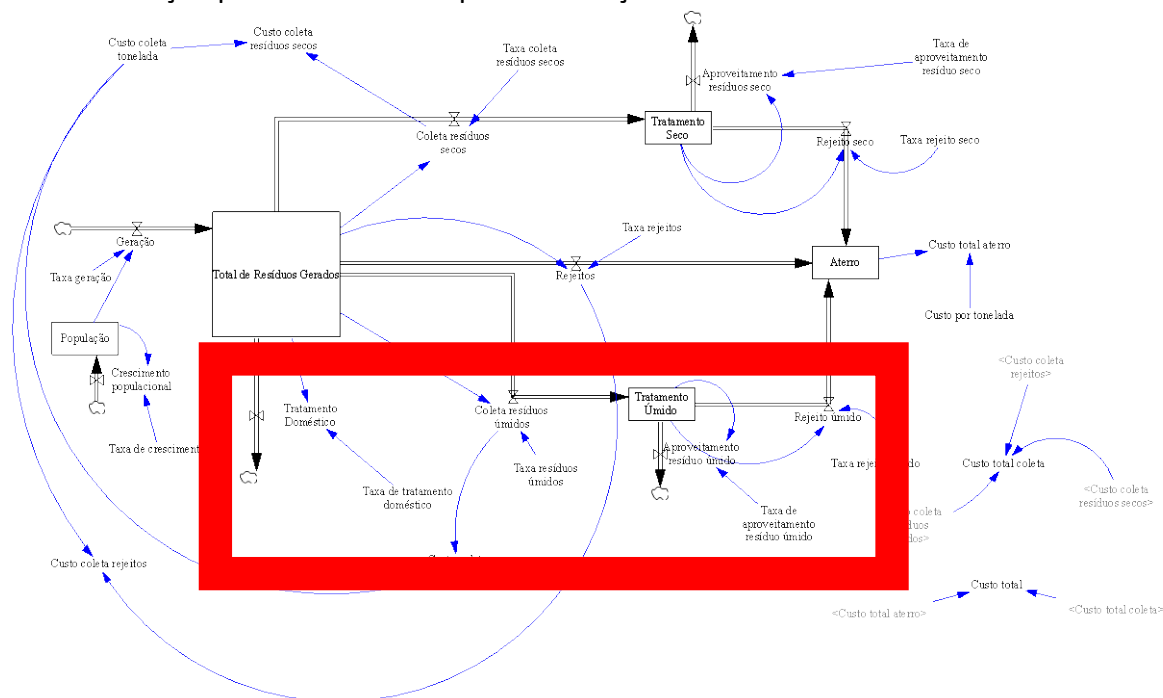 Custo coleta
tonelada
Custo coleta
resíduos secos
Taxa coleta
resíduos secos
Coleta resíduos
secos
Tratamento
Seco
Aproveitamento
resíduos seco
Taxa de
aproveitamento
resíduo seco
Rejeito seco
Taxa rejeito seco
Geração
Taxa geração
Total de Resíduos Gerados
Taxa rejeitos
Rejeitos
Aterro
Custo total aterro
Custo por tonelada
População
Crescimento
populacional
Taxa de
Tratamento
Doméstico
Taxa de tratamento
doméstico
Coleta resíduos
úmidos
Taxa resíduos
úmidos
Tratamento
Úmido
Aproveitamento
resíduo úmido
Taxa de
aproveitamento
resíduo úmido
Rejeito úmido
Taxa
<Custo coleta
rejeitos>
Custo total coleta
<Custo coleta
resíduos secos>
coleta
Custo coleta rejeitos
Custo total
<Custo total aterro>
<Custo total coleta>